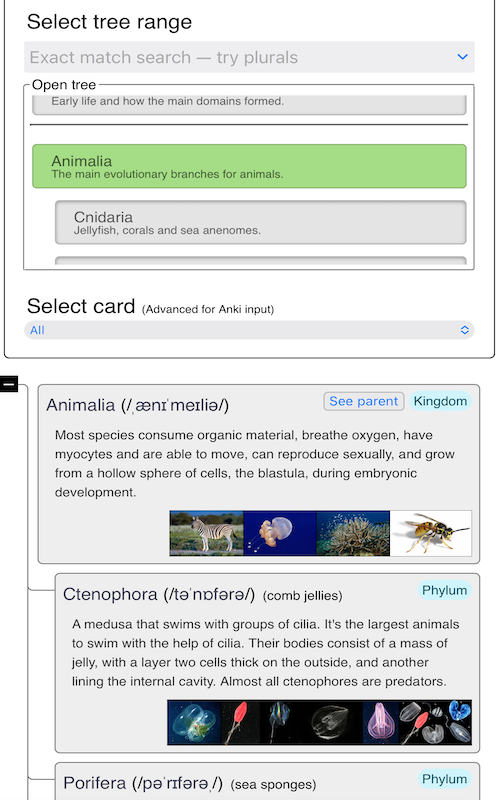 Select tree range
Exact match search — try plurals
Open tree
Early life and how the main domains formed.
Animalia
The main evolutionary branches for animals.
Cnidaria
Jellyfish, corals and sea anenomes.
Select card (Advanced for Anki input)
All
Animalia (/ˌænɪˈmeɪliə/)
See parent
Kingdom
Most species consume organic material, breathe oxygen, have
myocytes and are able to move, can reproduce sexually, and grow
from a hollow sphere of cells, the blastula, during embryonic
development.
Ctenophora (/təˈnɒfərə/) (comb jellies)
Phylum
A medusa that swims with groups of cilia. It's the largest animals
to swim with the help of cilia. Their bodies consist of a mass of
jelly, with a layer two cells thick on the outside, and another
lining the internal cavity. Almost all ctenophores are predators.
Porifera (/pəˈrɪfərəˌ/) (sea sponges)
Phylum